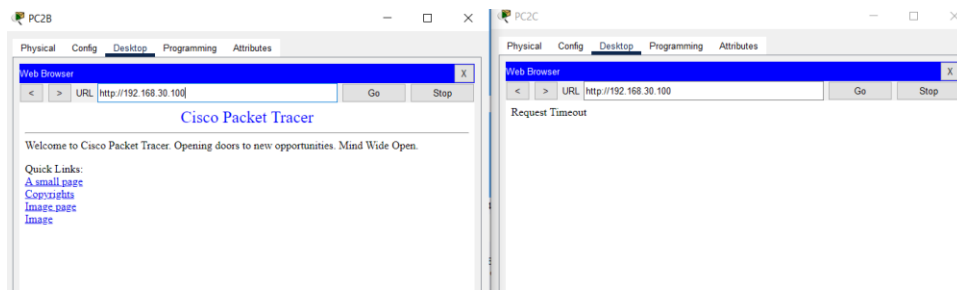 PC2B
Physical Config Desktop Programming Attributes
Web Browser X
< > URL http://192.168.30.100 Go Stop
Cisco Packet Tracer
Welcome to Cisco Packet Tracer. Opening doors to new opportunities. Mind Wide Open.
Quick Links:
A small page
Copyrights
Image page
Image
PC2C
Physical Config Desktop Programming Attributes
Web Browser X
< > URL http://192.168.30.100 Go Stop
Request Timeout